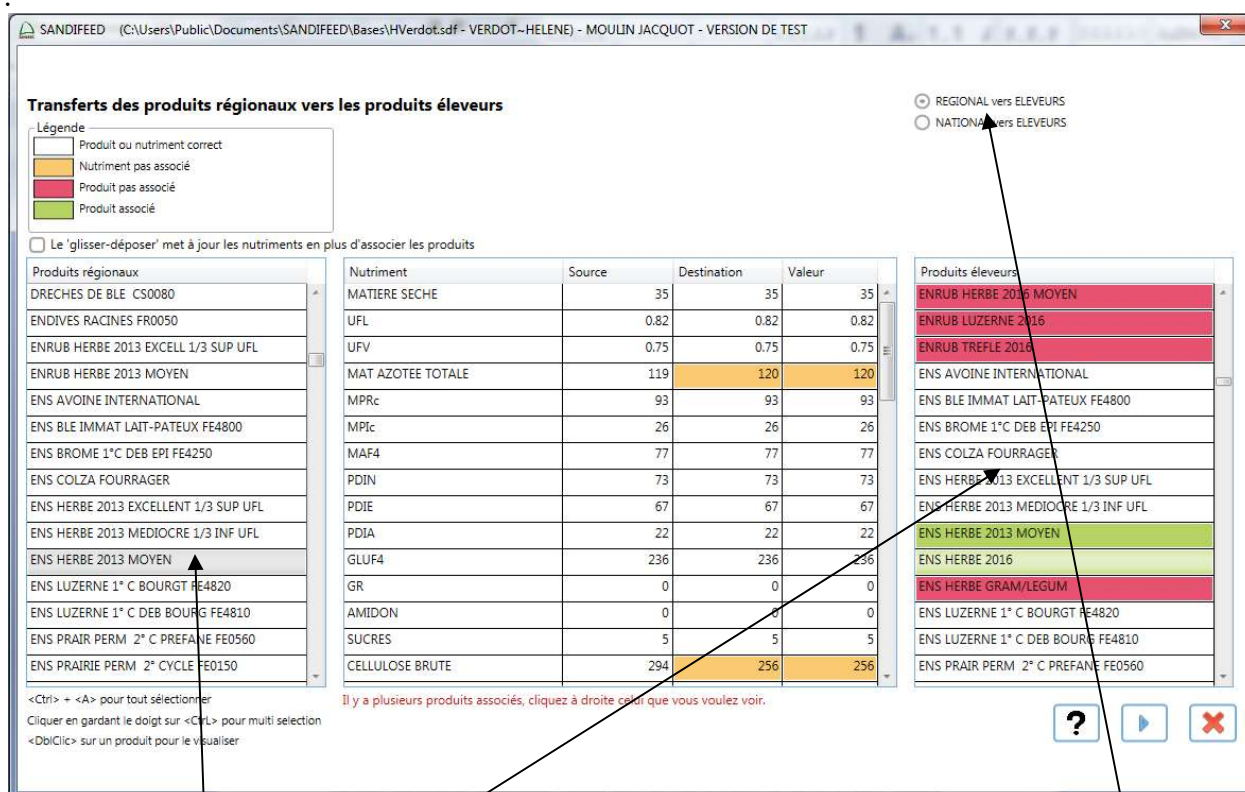 SANDIFEED (C:\Users\Public\Documents\SANDIFEED\Bases\HVerdot.sdf - VERDOT~HELENE) - MOULIN JACQUOT - VERSION DE TEST
Transferts des produits régionaux vers les produits éleveurs
REGIONAL vers ELEVEURS
NATIONAL vers ELEVEURS
Légende
Produit ou nutriment correct
Nutriment pas associé
Produit pas associé
Produit associé
Le 'glisser-déposer' met à jour les nutriments en plus d'associer les produits
Produits régionaux
DRECHES DE BLE CS0080
ENDIVES RACINES FR0050
ENRUB HERBE 2013 EXCELL 1/3 SUP UFL
ENRUB HERBE 2013 MOYEN
ENS AVOINE INTERNATIONAL
ENS BLE IMMAT LAIT-PATEUX FE4800
ENS BROME 1°C DEB EPI FE4250
ENS COLZA FOURRAGER
ENS HERBE 2013 EXCELLENT 1/3 SUP UFL
ENS HERBE 2013 MEDIOCRE 1/3 INF UFL
ENS HERBE 2013 MOYEN
ENS LUZERNE 1° C BOURGT FE4820
ENS LUZERNE 1° C DEB BOURG FE4810
ENS PRAIR PERM 2° C PREFANE FE0560
ENS PRAIRIE PERM 2° CYCLE FE0150
Nutriment Source Destination Valeur
MATIERE SECHE 35 35 35
UFL 0.82 0.82 0.82
UFV 0.75 0.75 0.75
MAT AZOTEE TOTALE 119 120 120
MPRc 93 93 93
MPIc 26 26 26
MAF4 77 77 77
PDIN 73 73 73
PDIE 67 67 67
PDIA 22 22 22
GLUF4 236 236 236
GR 0 0 0
AMIDON 0 0 0
SUCRES 5 5 5
CELLULOSE BRUTE 294 256 256
Produits éleveurs
ENRUB HERBE 2016 MOYEN
ENRUB LUZERNE 2016
ENRUB TREFLE 2016
ENS AVOINE INTERNATIONAL
ENS BLE IMMAT LAIT-PATEUX FE4800
ENS BROME 1°C DEB EPI FE4250
ENS COLZA FOURRAGER
ENS HERBE 2013 EXCELLENT 1/3 SUP UFL
ENS HERBE 2013 MEDIOCRE 1/3 INF UFL
ENS HERBE 2013 MOYEN
ENS HERBE 2016
ENS HERBE GRAM/LEGUM
ENS LUZERNE 1° C BOURGT FE4820
ENS LUZERNE 1° C DEB BOURG FE4810
ENS PRAIR PERM 2° C PREFANE FE0560
<Ctrl> + <A> pour tout sélectionner
Cliquer en gardant le doigt sur <CtrL> pour multi selection
<DblClic> sur un produit pour le visualiser
Il y a plusieurs produits associés, cliquez à droite celui que vous voulez voir.
?